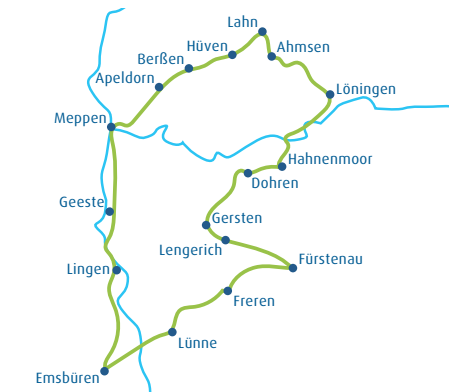 Lahn
Hüven
Ahmsen
Berßen
Apeldorn
Löningen
Meppen
Hahnenmoor
Dohren
Geeste
Gersten
Lengerich
Fürstenau
Lingen
Freren
Lünne
Emsbüren